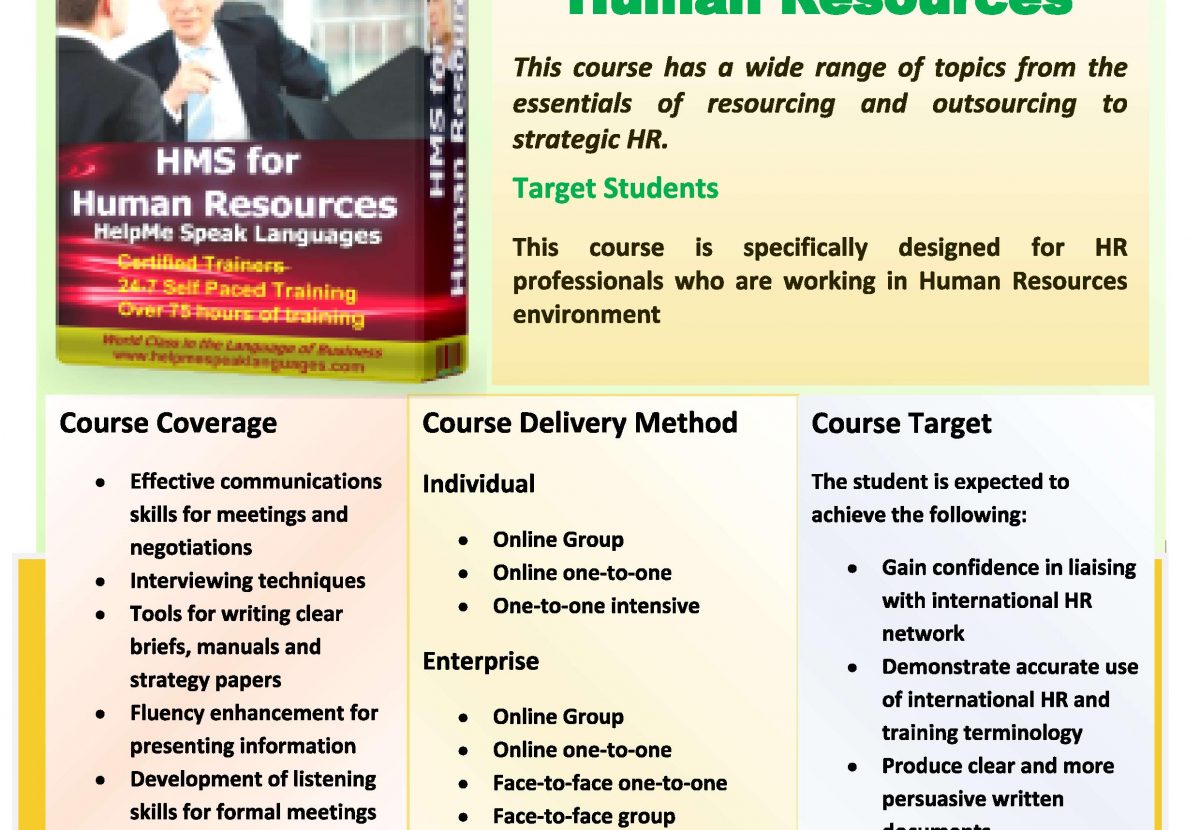 Human Resources
This course has a wide range of topics from the
essentials of resourcing and outsourcing to
strategic HR.
Target Students
This course is specifically designed for HR
professionals who are working in Human Resources
environment
HMS for
Human Resources
HelpMe Speak Languages
Certified Trainers
24-7 Self Paced Training
Over 75 hours of training
World Class in the Language of Business
www.helpmespeaklanguages.com
HMS for
Human Resour
Course Coverage
• Effective communications
skills for meetings and
negotiations
• Interviewing techniques
• Tools for writing clear
briefs, manuals and
strategy papers
• Fluency enhancement for
presenting information
• Development of listening
skills for formal meetings
Course Delivery Method
Individual
• Online Group
• Online one-to-one
• One-to-one intensive
Enterprise
• Online Group
• Online one-to-one
• Face-to-face one-to-one
• Face-to-face group
Course Target
The student is expected to
achieve the following:
• Gain confidence in liaising
with international HR
network
• Demonstrate accurate use
of international HR and
training terminology
• Produce clear and more
persuasive written
documents